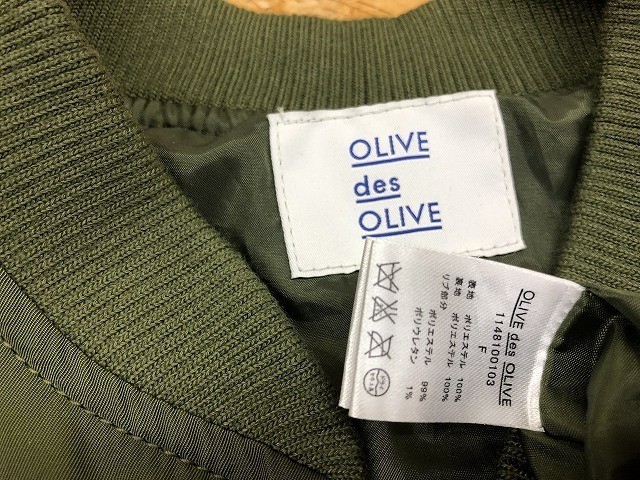 OLIVE
des
OLIVE
OLIVE des OLIVE
1148100103
F
表地 ポリエステル 100%
裏地 ポリエステル 100%
リブ部分 ポリエステル 99%
ポリウレタン 1%